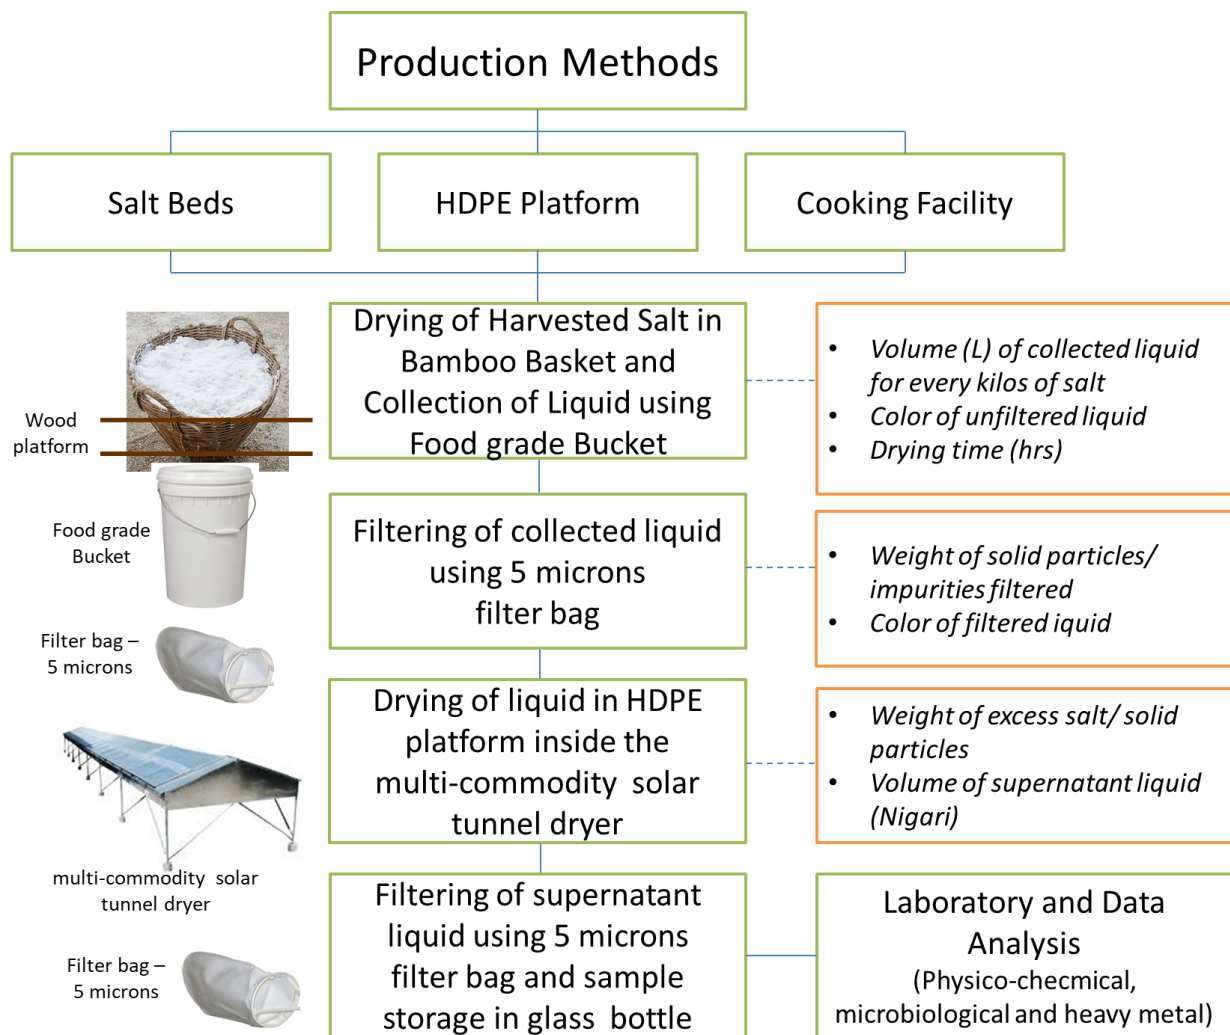 Production Methods
Salt Beds
HDPE Platform
Cooking Facility
Drying of Harvested Salt in
Bamboo Basket and
Collection of Liquid using
Food grade Bucket
• Volume (L) of collected liquid
for every kilos of salt
• Color of unfiltered liquid
• Drying time (hrs)
Wood
platform
Food grade
Bucket
Filtering of collected liquid
using 5 microns
filter bag
• Weight of solid particles/
impurities filtered
• Color of filtered iquid
Filter bag –
5 microns
Drying of liquid in HDPE
platform inside the
multi-commodity solar
tunnel dryer
• Weight of excess salt/ solid
particles
• Volume of supernatant liquid
(Nigari)
multi-commodity solar
tunnel dryer
Filtering of supernatant
liquid using 5 microns
filter bag and sample
storage in glass bottle
Laboratory and Data
Analysis
(Physico-checmical,
microbiological and heavy metal)
Filter bag –
5 microns